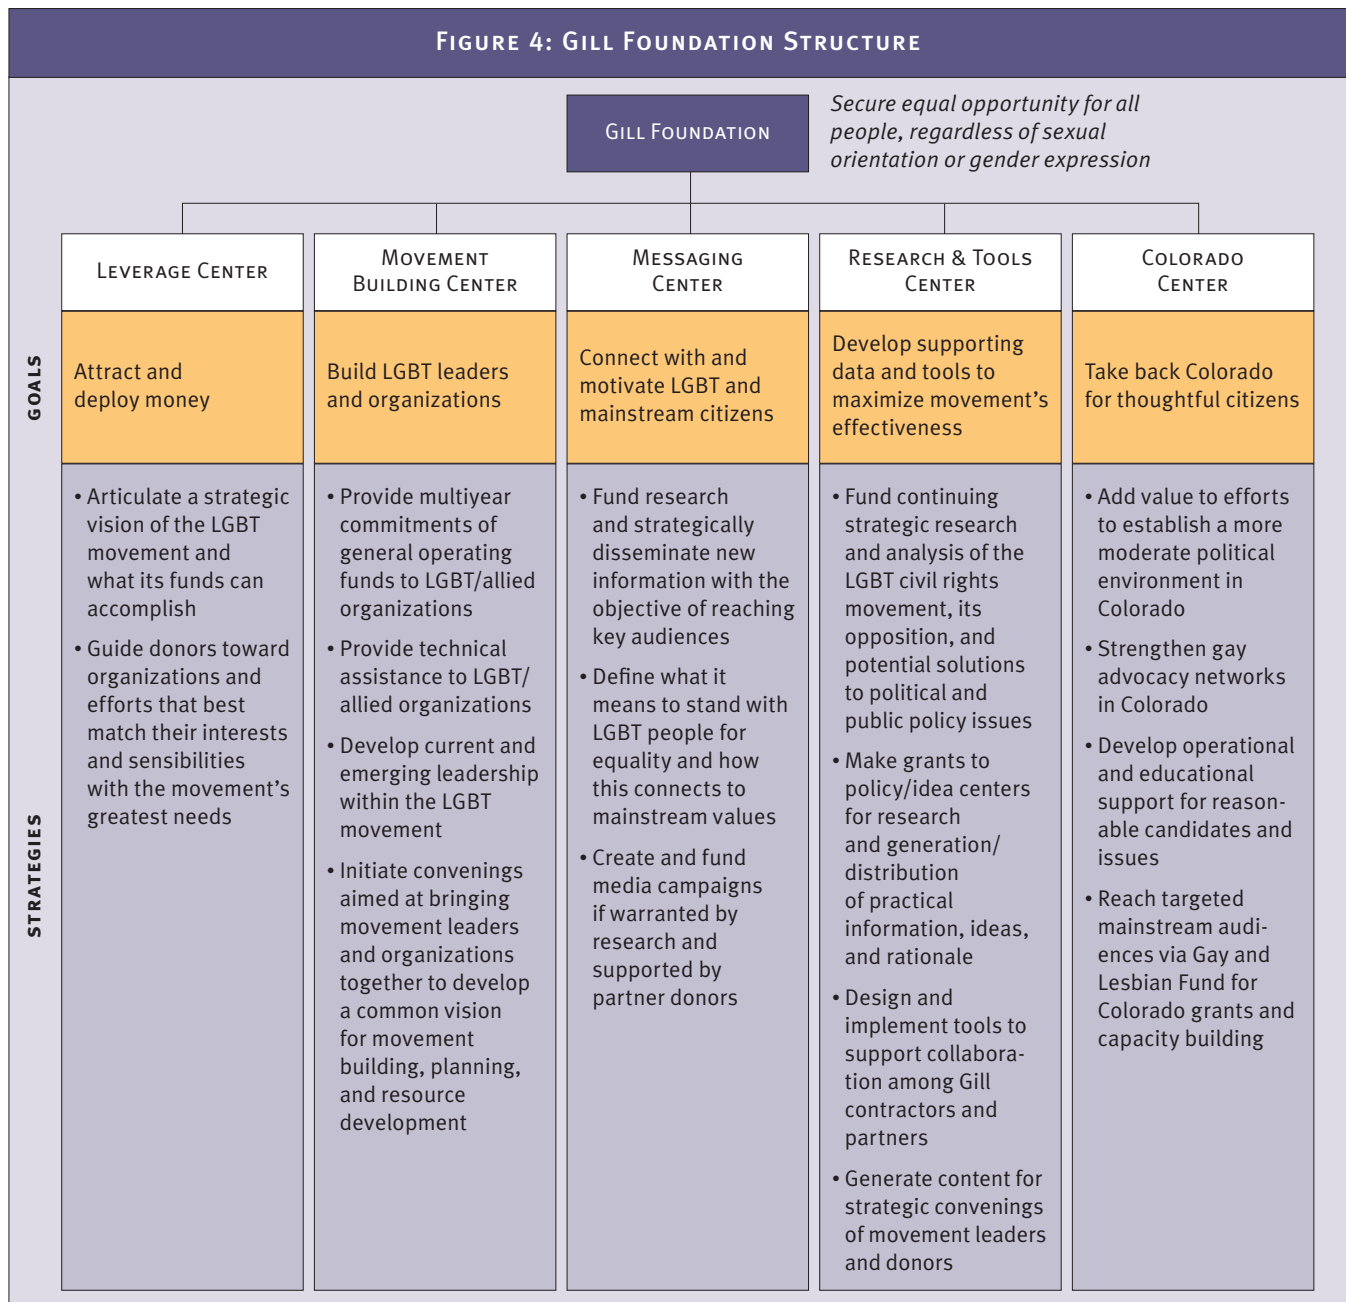 FIGURE 4: GILL FOUNDATION STRUCTURE
GILL FOUNDATION
Secure equal opportunity for all
people, regardless of sexual
orientation or gender expression
LEVERAGE CENTER
MOVEMENT
BUILDING CENTER
MESSAGING
CENTER
RESEARCH & TOOLS
CENTER
COLORADO
CENTER
GOALS
Attract and
deploy money
Build LGBT leaders
and organizations
Connect with and
motivate LGBT and
mainstream citizens
Develop supporting
data and tools to
maximize movement's
effectiveness
Take back Colorado
for thoughtful citizens
STRATEGIES
• Articulate a strategic
vision of the LGBT
movement and
what its funds can
accomplish
• Guide donors toward
organizations and
efforts that best
match their interests
and sensibilities
with the movement's
greatest needs
• Provide multiyear
commitments of
general operating
funds to LGBT/allied
organizations
• Provide technical
assistance to LGBT/
allied organizations
• Develop current and
emerging leadership
within the LGBT
movement
• Initiate convenings
aimed at bringing
movement leaders
and organizations
together to develop
a common vision
for movement
building, planning,
and resource
development
• Fund research
and strategically
disseminate new
information with the
objective of reaching
key audiences
• Define what it
means to stand with
LGBT people for
equality and how
this connects to
mainstream values
• Create and fund
media campaigns
if warranted by
research and
supported by
partner donors
• Fund continuing
strategic research
and analysis of the
LGBT civil rights
movement, its
opposition, and
potential solutions
to political and
public policy issues
• Make grants to
policy/idea centers
for research
and generation/
distribution
of practical
information, ideas,
and rationale
• Design and
implement tools to
support collabora-
tion among Gill
contractors and
partners
• Generate content for
strategic convenings
of movement leaders
and donors
• Add value to efforts
to establish a more
moderate political
environment in
Colorado
• Strengthen gay
advocacy networks
in Colorado
• Develop operational
and educational
support for reason-
able candidates and
issues
• Reach targeted
mainstream audi-
ences via Gay and
Lesbian Fund for
Colorado grants and
capacity building